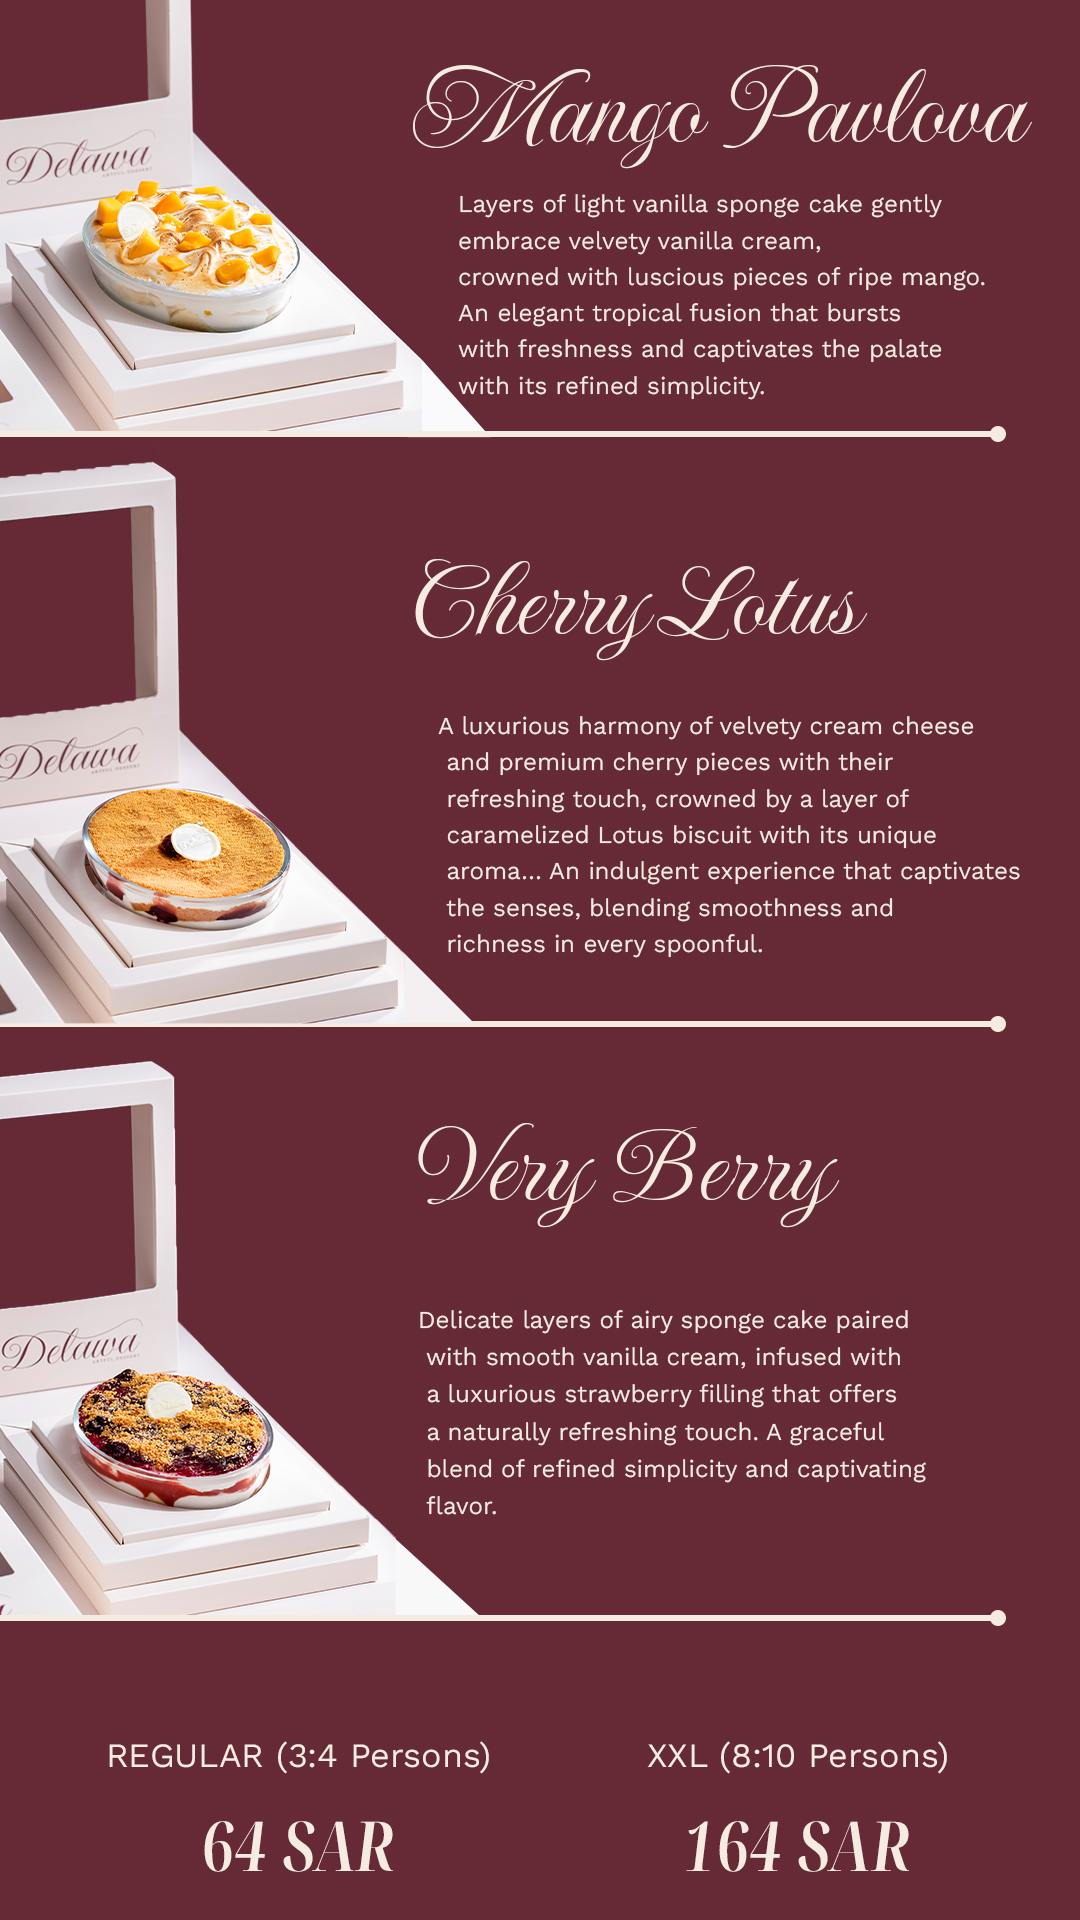 Mango Pavlova
Delawa
ARTFUL DESSERT
Layers of light vanilla sponge cake gently
embrace velvety vanilla cream,
crowned with luscious pieces of ripe mango.
An elegant tropical fusion that bursts
with freshness and captivates the palate
with its refined simplicity.
Cherry Lotus
Delawa
ARTFUL DESSERT
A luxurious harmony of velvety cream cheese
and premium cherry pieces with their
refreshing touch, crowned by a layer of
caramelized Lotus biscuit with its unique
aroma... An indulgent experience that captivates
the senses, blending smoothness and
richness in every spoonful.
Very Berry
Delawa
ARTFUL DESSERT
Delicate layers of airy sponge cake paired
with smooth vanilla cream, infused with
a luxurious strawberry filling that offers
a naturally refreshing touch. A graceful
blend of refined simplicity and captivating
flavor.
REGULAR (3:4 Persons)
XXL (8:10 Persons)
64 SAR
164 SAR